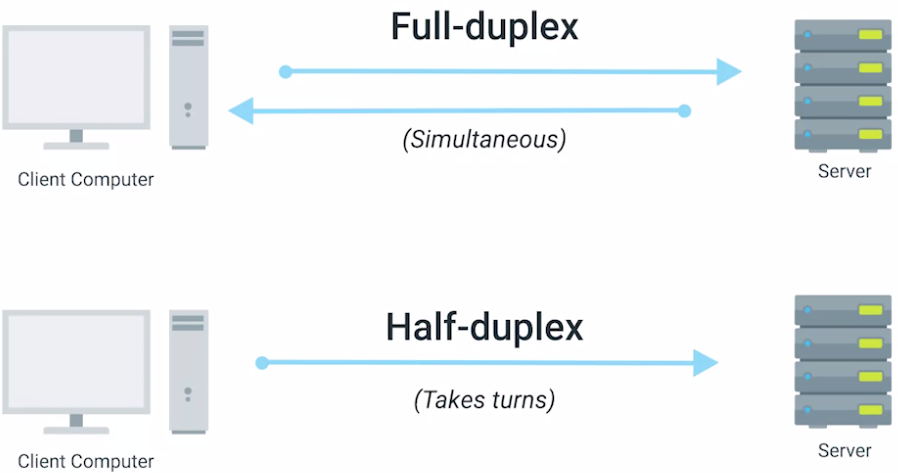 Full-duplex
(Simultaneous)
Client Computer
Server
Half-duplex
(Takes turns)
Client Computer
Server